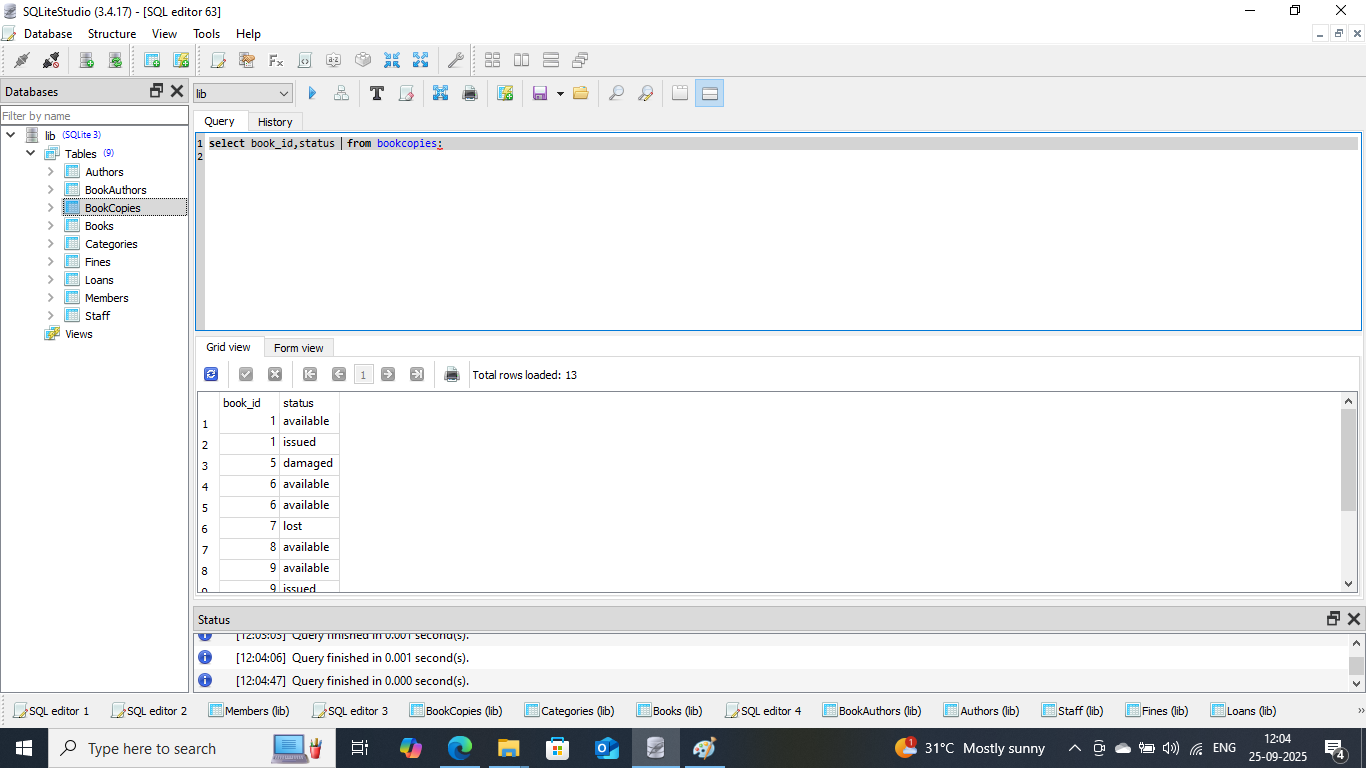 SQLiteStudio (3.4.17) - [SQL editor 63]
Database Structure View Tools Help
Databases
lib
Filter by name
Query History
lib (SQLite 3)
Tables (9)
Authors
BookAuthors
BookCopies
Books
Categories
Fines
Loans
Members
Staff
Views
1 select book_id,status from bookcopies;
2
Grid view Form view
1
Total rows loaded: 13
book_id status
1 1 available
2 1 issued
3 5 damaged
4 6 available
5 6 available
6 7 lost
7 8 available
8 9 available
9 9 issued
Status
[12:03:03] Query finished in 0.001 second(s).
[12:04:06] Query finished in 0.001 second(s).
[12:04:47] Query finished in 0.000 second(s).
SQL editor 1 SQL editor 2 Members (lib) SQL editor 3 BookCopies (lib) Categories (lib) Books (lib) SQL editor 4 BookAuthors (lib) Authors (lib) Staff (lib) Fines (lib) Loans (lib) »
Type here to search
1
31°C Mostly sunny
ENG
12:04
25-09-2025
4